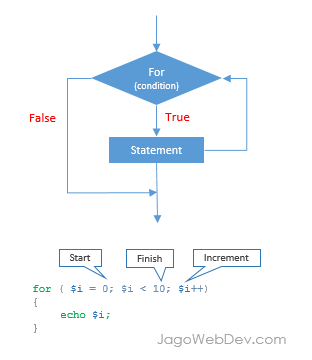 For
(condition)
False
True
Statement
Start
Finish
Increment
for ( $i = 0; $i < 10; $i++)
{
echo $i;
}
JagoWebDev.com